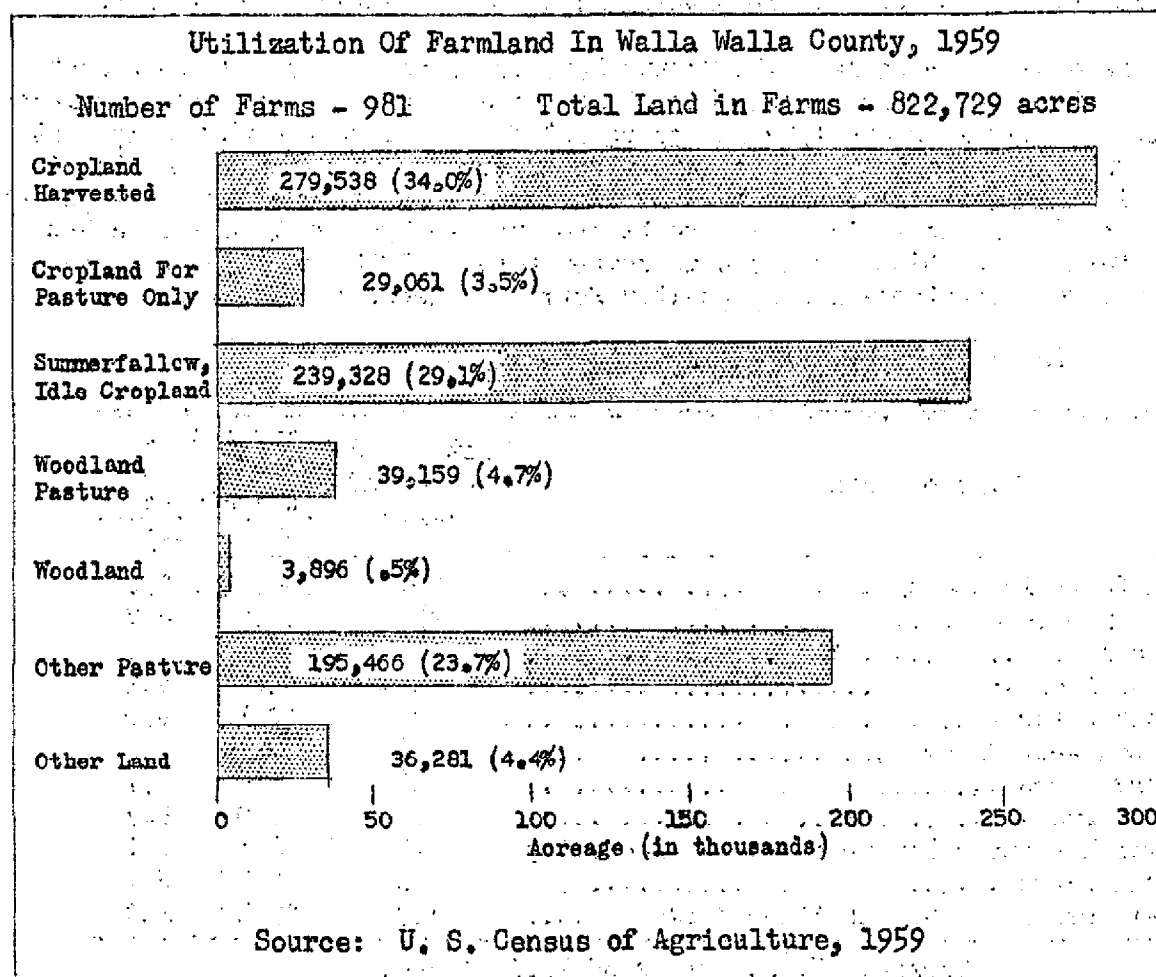 Utilization Of Farmland In Walla Walla County, 1959
Number of Farms - 981 Total Land in Farms - 822,729 acres
Cropland
Harvested
279,538 (34.0%)
Cropland For
Pasture Only
29,061 (3.5%)
Summerfallow,
Idle Cropland
239,328 (29.1%)
Woodland
Pasture
39,159 (4.7%)
Woodland
3,896 (.5%)
Other Pasture
195,466 (23.7%)
Other Land
36,281 (4.4%)
0 50 100 150 200 250 300
Acreage (in thousands)
Source: U. S. Census of Agriculture, 1959